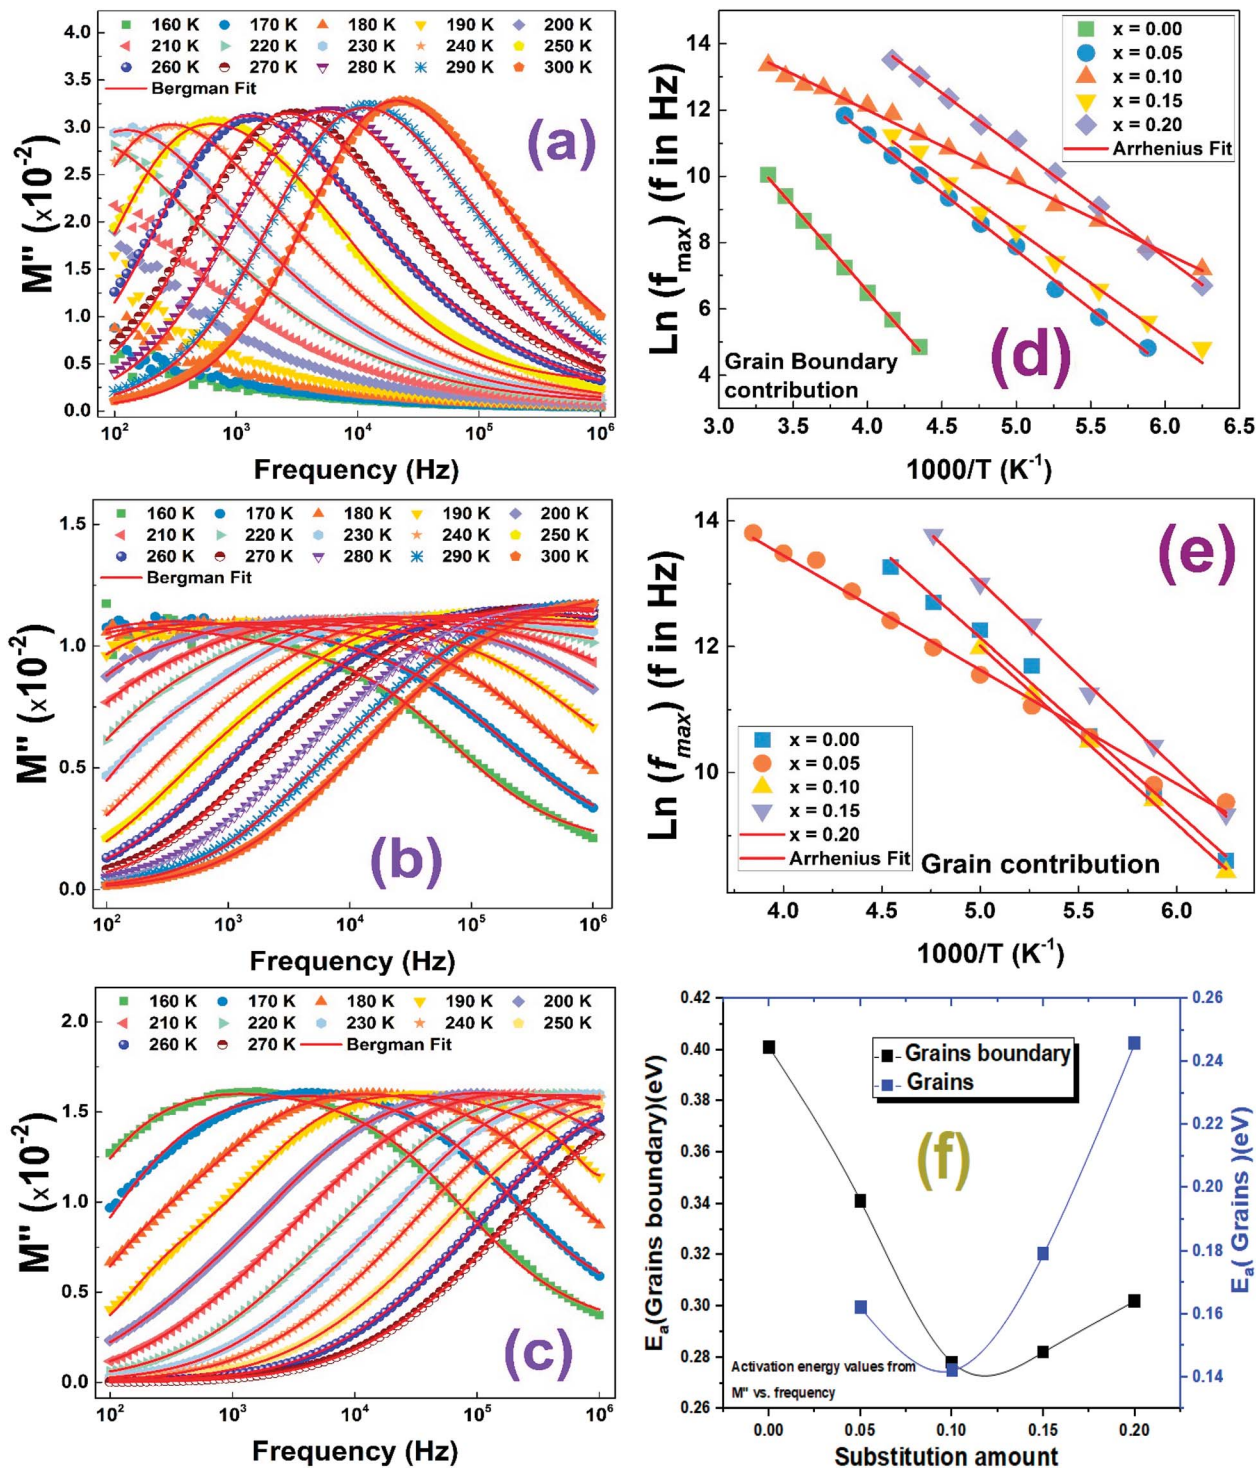 160 K 170 K 180 K 190 K 200 K
210 K 220 K 230 K 240 K 250 K
260 K 270 K 280 K 290 K 300 K
Bergman Fit
4.0
3.5
3.0
2.5
2.0
1.5
1.0
0.5
0.0
M'' (x10-2)
(a)
10² 10³ 10⁴ 10⁵ 10⁶
Frequency (Hz)
160 K 170 K 180 K 190 K 200 K
210 K 220 K 230 K 240 K 250 K
260 K 270 K 280 K 290 K 300 K
Bergman Fit
1.5
1.0
0.5
0.0
M'' (x10-2)
(b)
10² 10³ 10⁴ 10⁵ 10⁶
Frequency (Hz)
160 K 170 K 180 K 190 K 200 K
210 K 220 K 230 K 240 K 250 K
260 K 270 K Bergman Fit
2.0
1.5
1.0
0.5
0.0
M'' (x10-2)
(c)
10² 10³ 10⁴ 10⁵ 10⁶
Frequency (Hz)
14
12
10
8
6
4
Ln (fmax) (f in Hz)
x = 0.00
x = 0.05
x = 0.10
x = 0.15
x = 0.20
Arrhenius Fit
(d)
Grain Boundary
contribution
3.0 3.5 4.0 4.5 5.0 5.5 6.0 6.5
1000/T (K-1)
14
12
10
Ln (fmax) (f in Hz)
(e)
x = 0.00
x = 0.05
x = 0.10
x = 0.15
x = 0.20
Arrhenius Fit
Grain contribution
4.0 4.5 5.0 5.5 6.0
1000/T (K-1)
0.42
0.40
0.38
0.36
0.34
0.32
0.30
0.28
0.26
Ea(Grains boundary)(eV)
Grains boundary
Grains
(f)
Activation energy values from
M'' vs. frequency
0.26
0.24
0.22
0.20
0.18
0.16
0.14
Ea( Grains )(eV)
0.00 0.05 0.10 0.15 0.20
Substitution amount